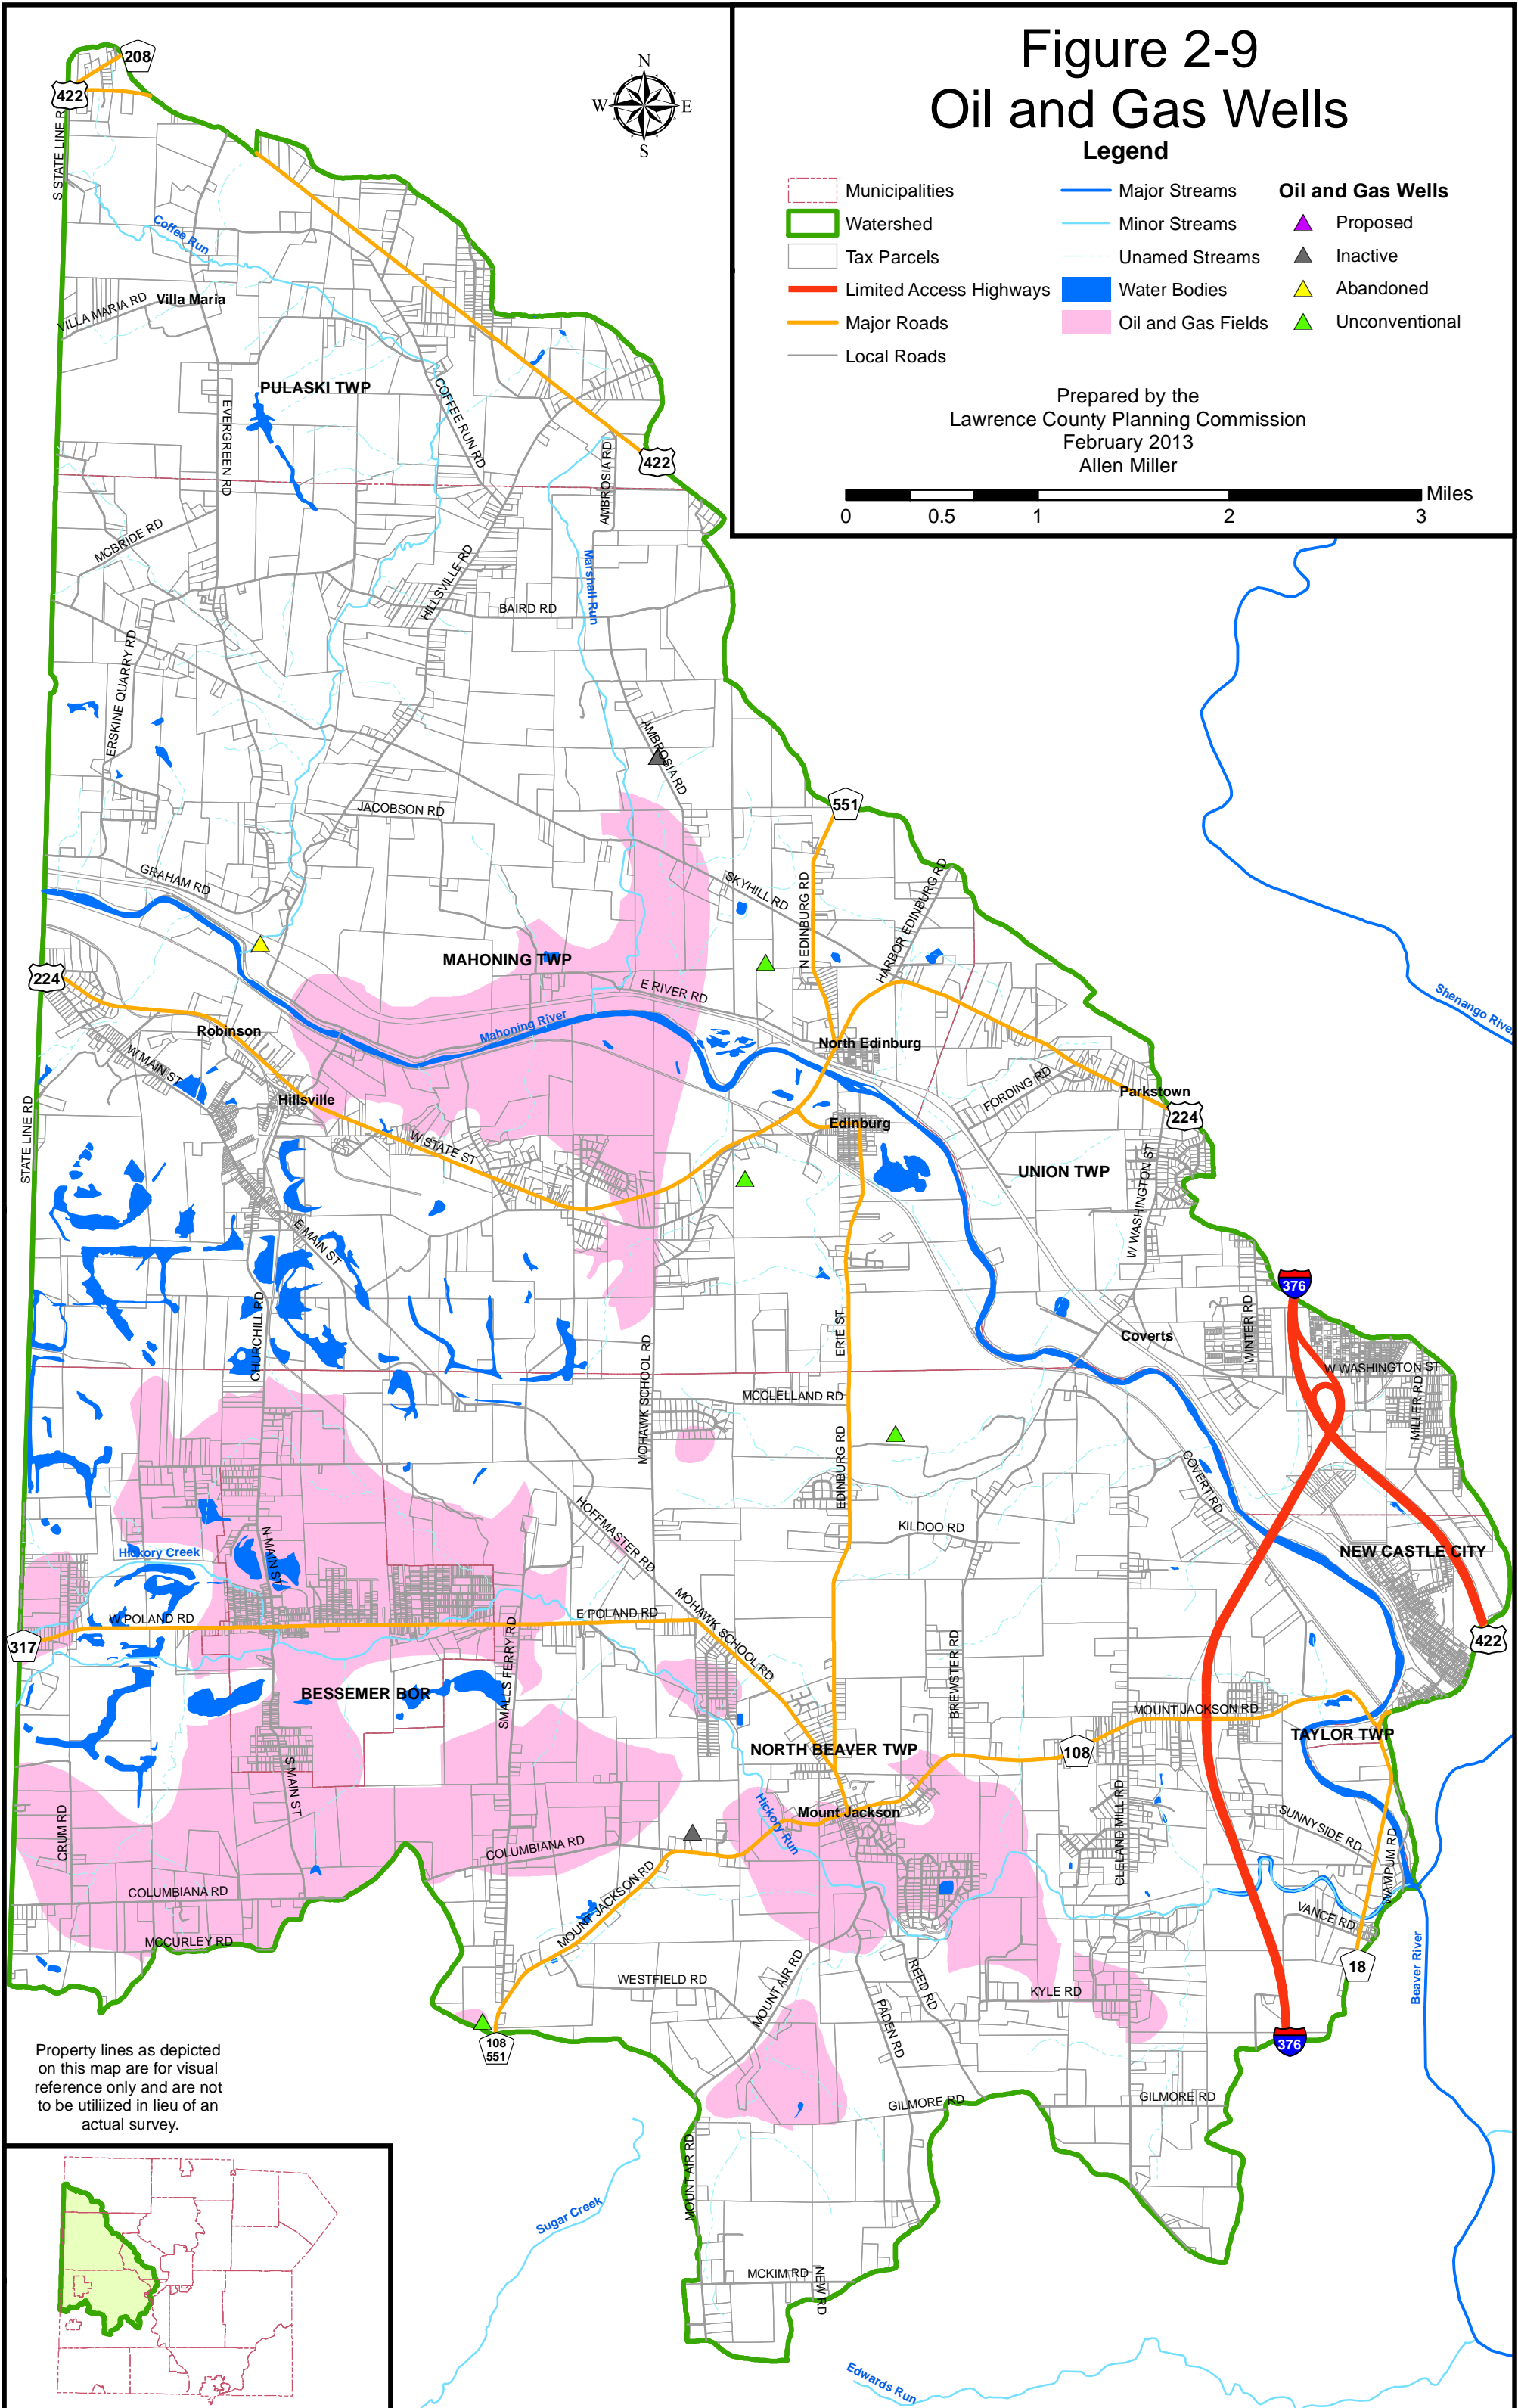 Figure 2-9
Oil and Gas Wells
Legend
Municipalities
Watershed
Tax Parcels
Limited Access Highways
Major Roads
Local Roads
Major Streams
Minor Streams
Unamed Streams
Water Bodies
Oil and Gas Fields
Oil and Gas Wells
Proposed
Inactive
Abandoned
Unconventional
Prepared by the
Lawrence County Planning Commission
February 2013
Allen Miller
Miles
0 0.5 1 2 3
N
W E
S
208
422
S STATE LINE R
Coffee Run
VILLA MARIA RD
Villa Maria
PULASKI TWP
EVERGREEN RD
COFFEE RUN RD
422
AMBROSIA RD
MCBRIDE RD
HILLSVILLE RD
Marshall Run
BAIRD RD
ERSKINE QUARRY RD
AMBROSIA RD
JACOBSON RD
551
GRAHAM RD
SKYHILL RD
N EDINBURG RD
HARBOR EDINBURG RD
MAHONING TWP
224
E RIVER RD
Shenango River
Mahoning River
Robinson
North Edinburg
W MAIN ST
Hillsville
FORDING RD
Parkstown
224
Edinburg
STATE LINE RD
W STATE ST
UNION TWP
W WASHINGTON ST
E MAIN ST
376
CHURCHILL RD
MOHAWK SCHOOL RD
ERIE ST
Coverts
WINTER RD
W WASHINGTON ST
MCCLELLAND RD
MILLER RD
EDINBURG RD
COVERT RD
HOFFMASTER RD
KILDOO RD
N MAIN ST
Hickory Creek
NEW CASTLE CITY
W POLAND RD
E POLAND RD
MOHAWK SCHOOL RD
317
422
SMALLS FERRY RD
BREWSTER RD
BESSEMER BOR
MOUNT JACKSON RD
TAYLOR TWP
NORTH BEAVER TWP
108
S MAIN ST
Mount Jackson
Hickory Run
CRUM RD
CLELAND MILL RD
SUNNYSIDE RD
WAMPUM RD
COLUMBIANA RD
COLUMBIANA RD
MOUNT JACKSON RD
VANCE RD
MCCURLEY RD
18
Beaver River
WESTFIELD RD
MOUNT AIR RD
REED RD
PADEN RD
KYLE RD
108
551
376
Property lines as depicted
on this map are for visual
reference only and are not
to be utiliized in lieu of an
actual survey.
GILMORE RD
GILMORE RD
MOUNT AIR RD
Sugar Creek
MCKIM RD
NEW RD
Edwards Run